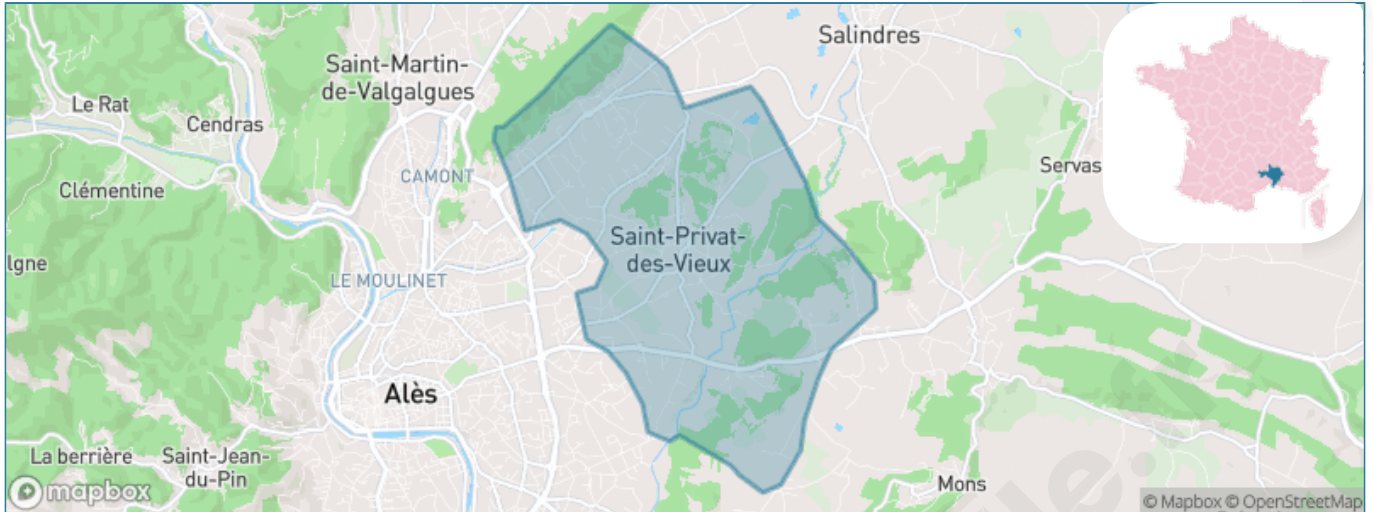 Salindres
Saint-Martin-
de-Valgalgues
Le Rat
Cendras
Servas
CAMONT
Clémentine
Saint-Privat-
des-Vieux
lgne
LE MOULINET
Alès
La berrière
Saint-Jean-
du-Pin
Mons
mapbox
© Mapbox © OpenStreetMap